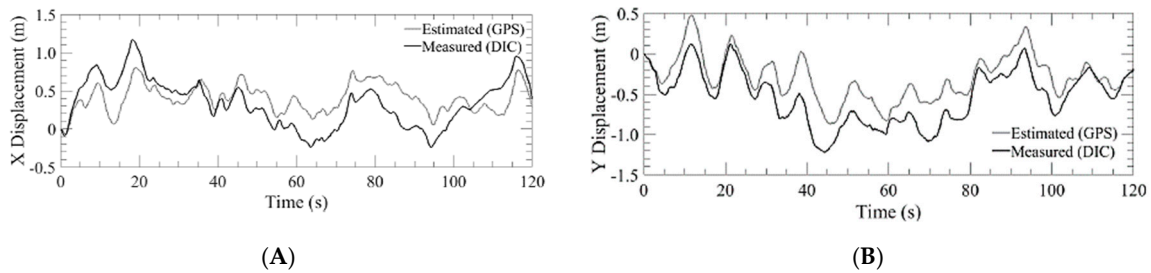 X Displacement (m)
1.5
1.0
0.5
0
-0.5
Estimated (GPS)
Measured (DIC)
0 20 40 60 80 100 120
Time (s)
(A)
Y Displacement (m)
0.5
0.0
-0.5
-1.0
-1.5
Estimated (GPS)
Measured (DIC)
0 20 40 60 80 100 120
Time (s)
(B)